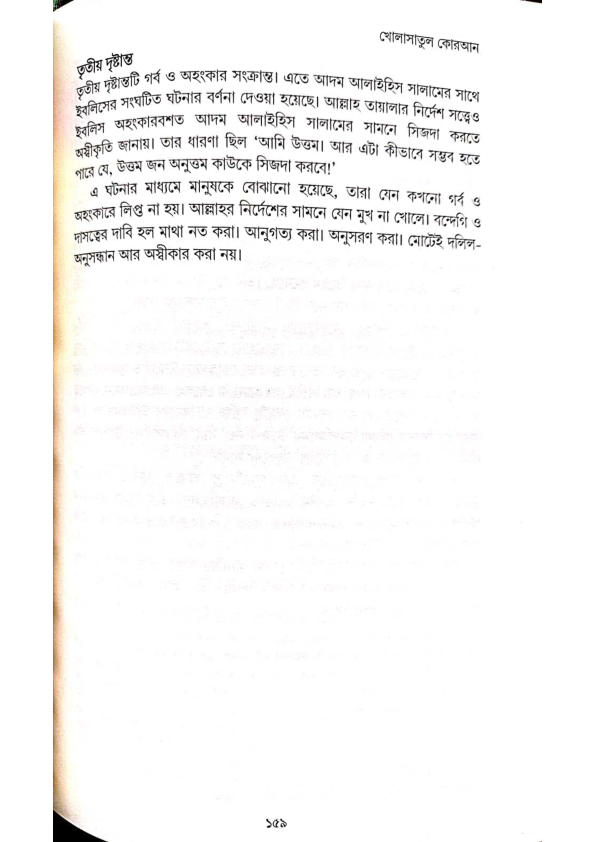 খোলাসাতুল কোরআন
তৃতীয় দৃষ্টান্ত
তৃতীয় দৃষ্টান্তটি গর্ব ও অহংকার সংক্রান্ত। এতে আদম আলাইহিস সালামের সাথে
ইবলিসের সংঘটিত ঘটনার বর্ণনা দেওয়া হয়েছে। আল্লাহ তায়ালার নির্দেশ সত্ত্বেও
ইবলিস অহংকারবশত আদম আলাইহিস সালামের সামনে সিজদা করতে
অস্বীকৃতি জানায়। তার ধারণা ছিল ‘আমি উত্তম। আর এটা কীভাবে সম্ভব হতে
পারে যে, উত্তম জন অনুত্তম কাউকে সিজদা করবে!’
এ ঘটনার মাধ্যমে মানুষকে বোঝানো হয়েছে, তারা যেন কখনো গর্ব ও
অহংকারে লিপ্ত না হয়। আল্লাহর নির্দেশের সামনে যেন মুখ না খোলে। বন্দেগি ও
দাসত্বের দাবি হল মাথা নত করা। আনুগত্য করা। অনুসরণ করা। মোটেই দলিল-
অনুসন্ধান আর অস্বীকার করা নয়।
১৫৯